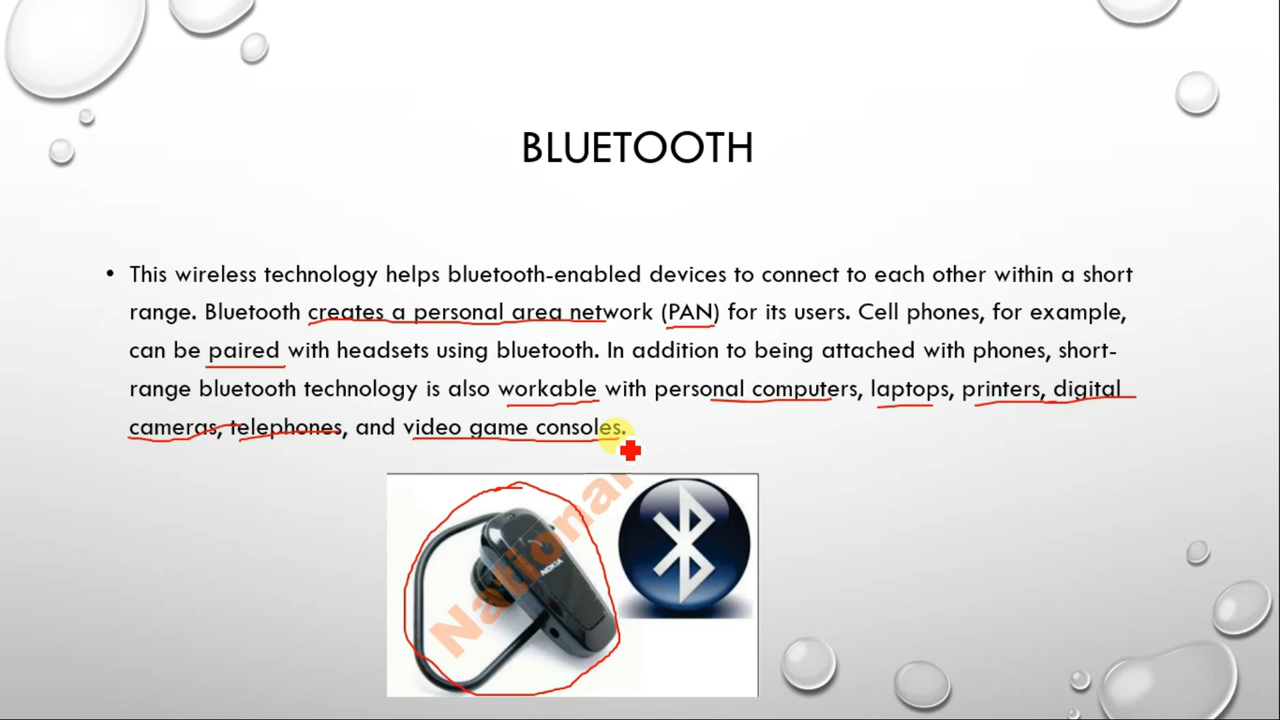 BLUETOOTH
• This wireless technology helps bluetooth-enabled devices to connect to each other within a short
range. Bluetooth creates a personal area network (PAN) for its users. Cell phones, for example,
can be paired with headsets using bluetooth. In addition to being attached with phones, short-
range bluetooth technology is also workable with personal computers, laptops, printers, digital
cameras, telephones, and video game consoles.
National
NOKIA